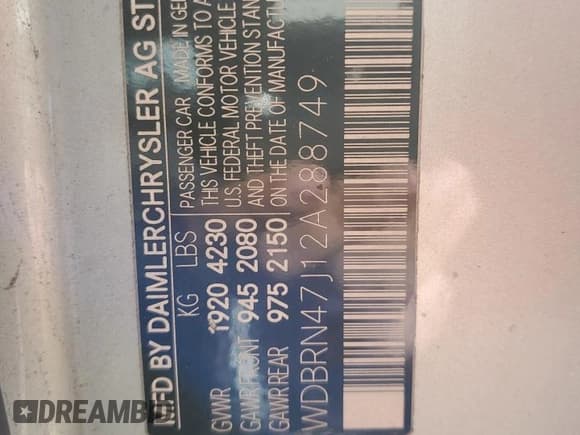 MFD BY DAIMLERCHRYSLER AG ST
KG LBS PASSENGER CAR MADE IN GE
GVWR 1920 4230 THIS VEHICLE CONFORMS TO A
GAWR FRONT 945 2080 U.S. FEDERAL MOTOR VEHICLE
AND THEFT PREVENTION STAN
GAWR REAR 975 2150 ON THE DATE OF MANUFACTU
WDBRN47J12A288749
DREAMBID